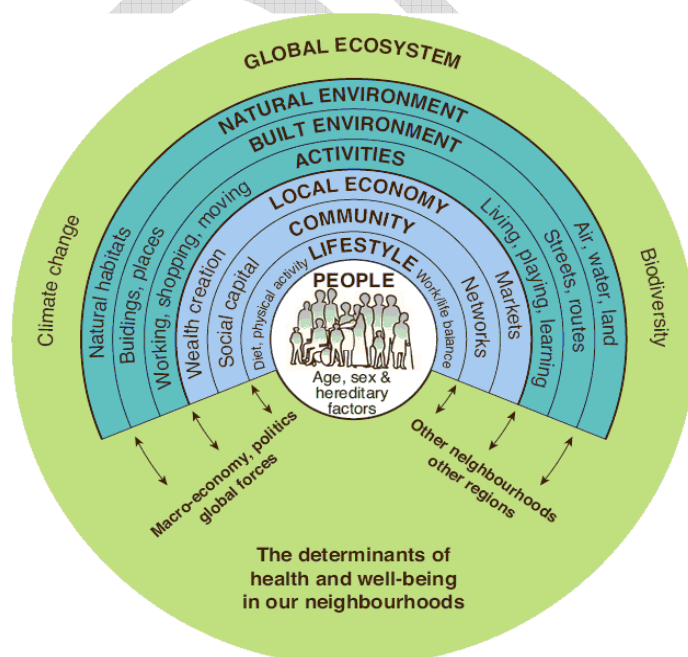 GLOBAL ECOSYSTEM
NATURAL ENVIRONMENT
BUILT ENVIRONMENT
ACTIVITIES
LOCAL ECONOMY
COMMUNITY
LIFESTYLE
PEOPLE
Age, sex &
hereditary
factors
Climate change
Natural habitats
Buidings, places
Working, shopping, moving
Wealth creation
Social capital
Diet, physical activity
Work/life balance
Networks
Markets
Living, playing, learning
Streets, routes
Air, water, land
Biodiversity
Macro-economy, politics
global forces
Other neighbourhoods
other regions
The determinants of
health and well-being
in our neighbourhoods